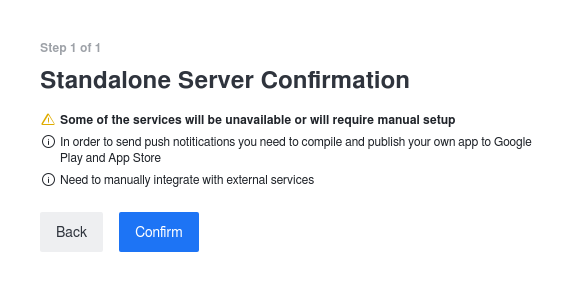 Step 1 of 1
Standalone Server Confirmation
Some of the services will be unavailable or will require manual setup
In order to send push notitications you need to compile and publish your own app to Google
Play and App Store
Need to manually integrate with external services
Back Confirm